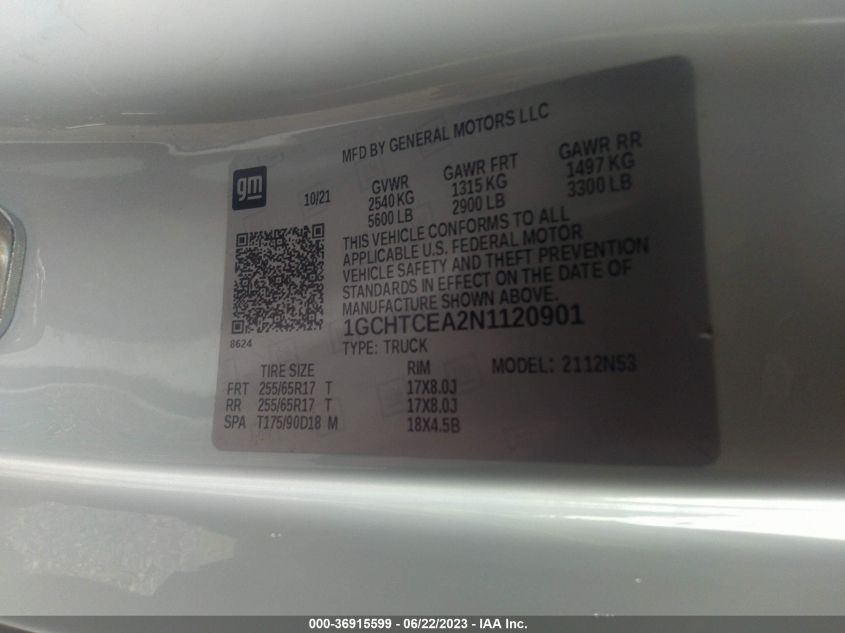 MFD BY GENERAL MOTORS LLC
gm
10/21
GVWR GAWR FRT GAWR RR
2540 KG 1315 KG 1497 KG
5600 LB 2900 LB 3300 LB
THIS VEHICLE CONFORMS TO ALL
APPLICABLE U.S. FEDERAL MOTOR
VEHICLE SAFETY AND THEFT PREVENTION
STANDARDS IN EFFECT ON THE DATE OF
MANUFACTURE SHOWN ABOVE.
1GCHTCEA2N1120901
8624
TYPE: TRUCK MODEL: 2112N53
TIRE SIZE RIM
FRT 255/65R17 T 17X8.0J
RR 255/65R17 T 17X8.0J
SPA T175/90D18 M 18X4.5B
000-36915599 - 06/22/2023 - IAA Inc.